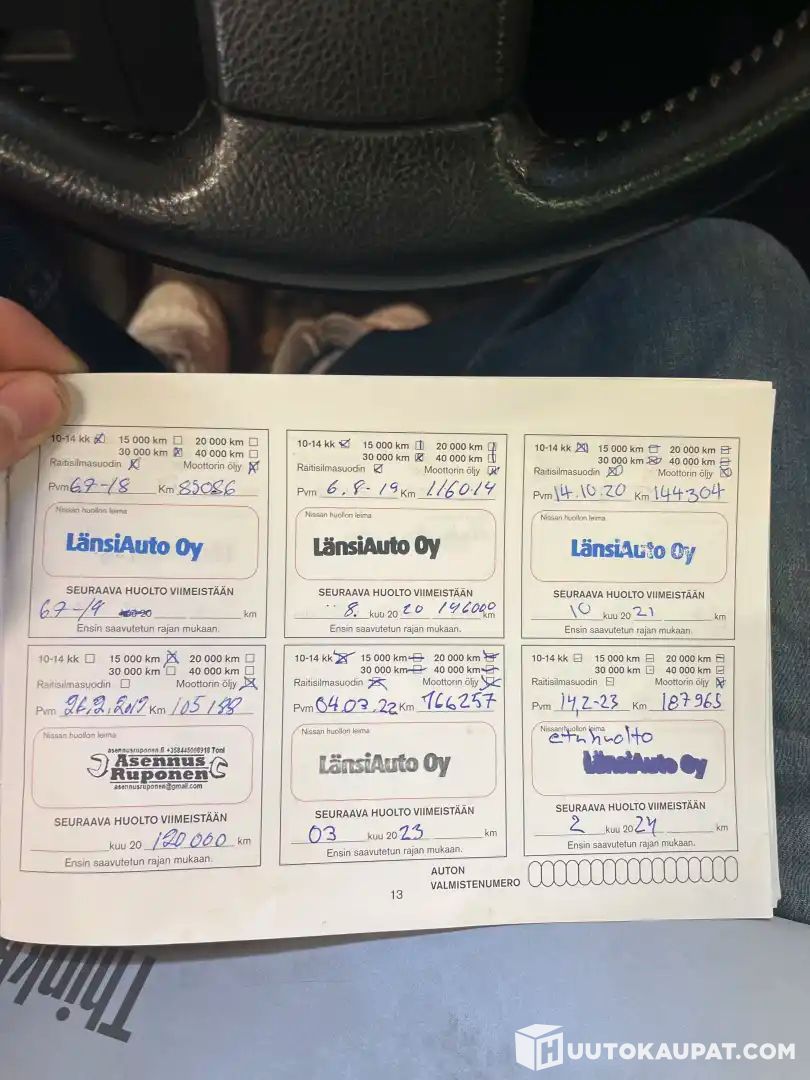 10-14 kk 15 000 km 20 000 km
30 000 km 40 000 km
Raitisilmasuodin Moottorin öljy
Pvm 6.7-18 Km 85086
Nissan huollon leima
LänsiAuto Oy
SEURAAVA HUOLTO VIIMEISTÄÄN
6.7-19 km
Ensin saavutetun rajan mukaan.
10-14 kk 15 000 km 20 000 km
30 000 km 40 000 km
Raitisilmasuodin Moottorin öljy
Pvm 6.8-19 Km 116014
Nissan huollon leima
LänsiAuto Oy
SEURAAVA HUOLTO VIIMEISTÄÄN
8. kuu 20 20 146000 km
Ensin saavutetun rajan mukaan.
10-14 kk 15 000 km 20 000 km
30 000 km 40 000 km
Raitisilmasuodin Moottorin öljy
Pvm 14.10.20 Km 144304
Nissan huollon leima
LänsiAuto Oy
SEURAAVA HUOLTO VIIMEISTÄÄN
10 kuu 20 21 km
Ensin saavutetun rajan mukaan.
10-14 kk 15 000 km 20 000 km
30 000 km 40 000 km
Raitisilmasuodin Moottorin öljy
Pvm 26.2.2019 Km 105188
Nissan huollon leima
asennusruponen.fi +358445066918 Toni
Asennus
Ruponen
asennusruponen@gmail.com
SEURAAVA HUOLTO VIIMEISTÄÄN
kuu 20 120 000 km
Ensin saavutetun rajan mukaan.
10-14 kk 15 000 km 20 000 km
30 000 km 40 000 km
Raitisilmasuodin Moottorin öljy
Pvm 04.03.22 Km 166257
Nissan huollon leima
LänsiAuto Oy
SEURAAVA HUOLTO VIIMEISTÄÄN
03 kuu 20 23 km
Ensin saavutetun rajan mukaan.
10-14 kk 15 000 km 20 000 km
30 000 km 40 000 km
Raitisilmasuodin Moottorin öljy
Pvm 14.2-23 Km 187965
Nissan huollon leima
etuhuolto
LänsiAuto Oy
SEURAAVA HUOLTO VIIMEISTÄÄN
2 kuu 20 24 km
Ensin saavutetun rajan mukaan.
AUTON
VALMISTENUMERO
13
Think
HUUTOKAUPAT.COM